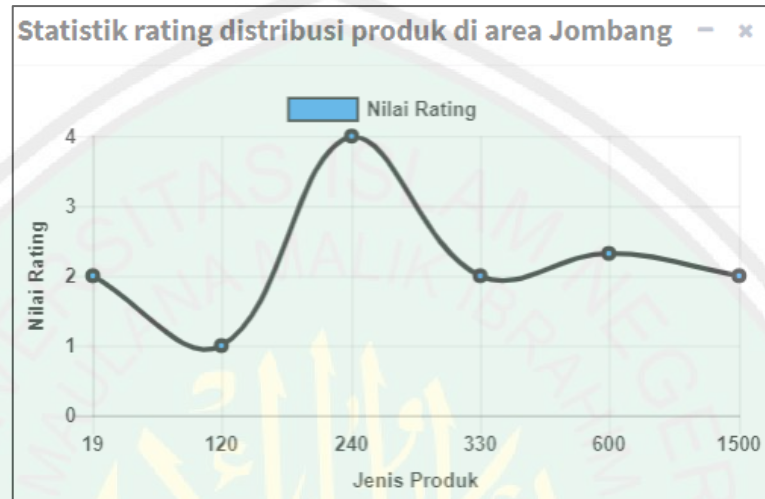 Statistik rating distribusi produk di area Jombang
Nilai Rating
4
3
2
1
0
Nilai Rating
19 120 240 330 600 1500
Jenis Produk